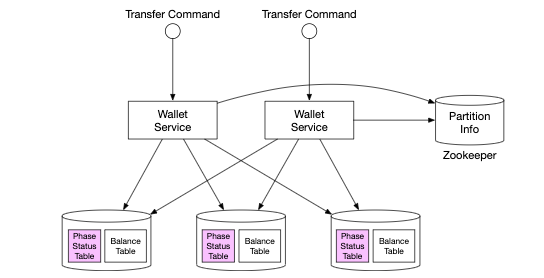 Transfer Command
Transfer Command
Wallet
Service
Wallet
Service
Partition
Info
Zookeeper
Phase
Status
Table
Balance
Table
Phase
Status
Table
Balance
Table
Phase
Status
Table
Balance
Table